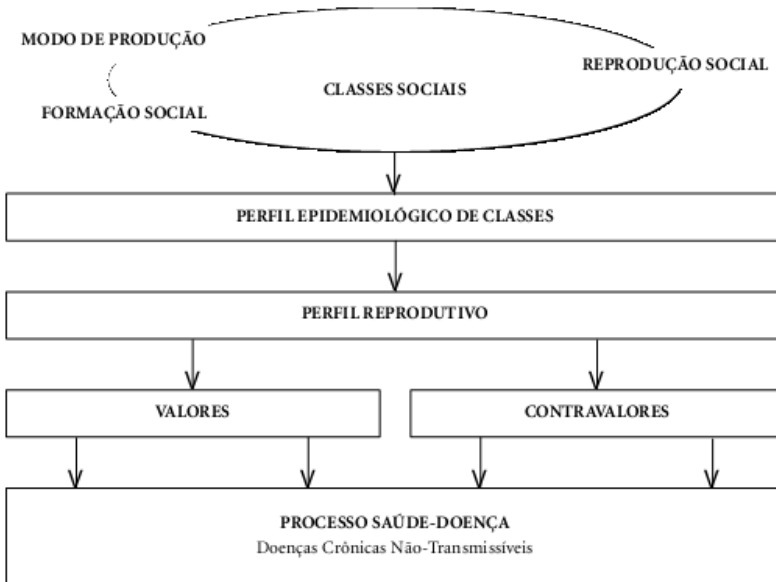 MODO DE PRODUÇÃO
REPRODUÇÃO SOCIAL
CLASSES SOCIAIS
FORMAÇÃO SOCIAL
PERFIL EPIDEMIOLÓGICO DE CLASSES
PERFIL REPRODUTIVO
VALORES
CONTRAVALORES
PROCESSO SAÚDE-DOENÇA
Doenças Crônicas Não-Transmissíveis